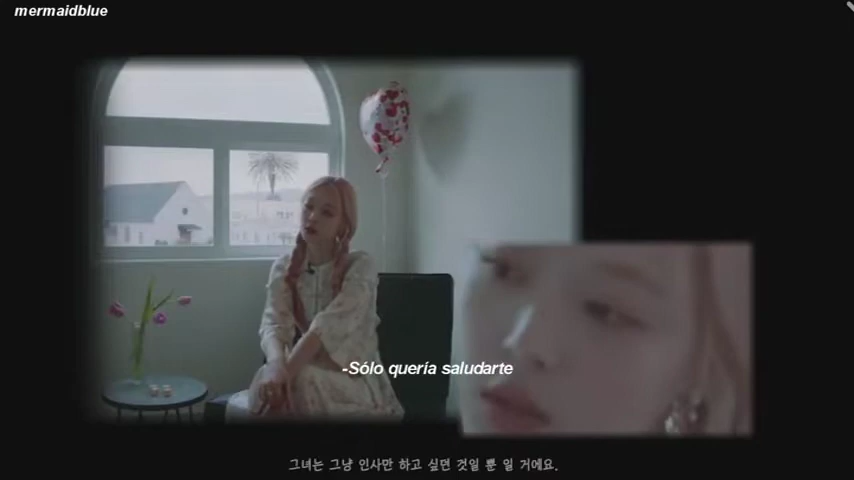 mermaidblue
-Sólo quería saludarte
그녀는 그냥 인사만 하고 싶던 것일 뿐 일 거에요.